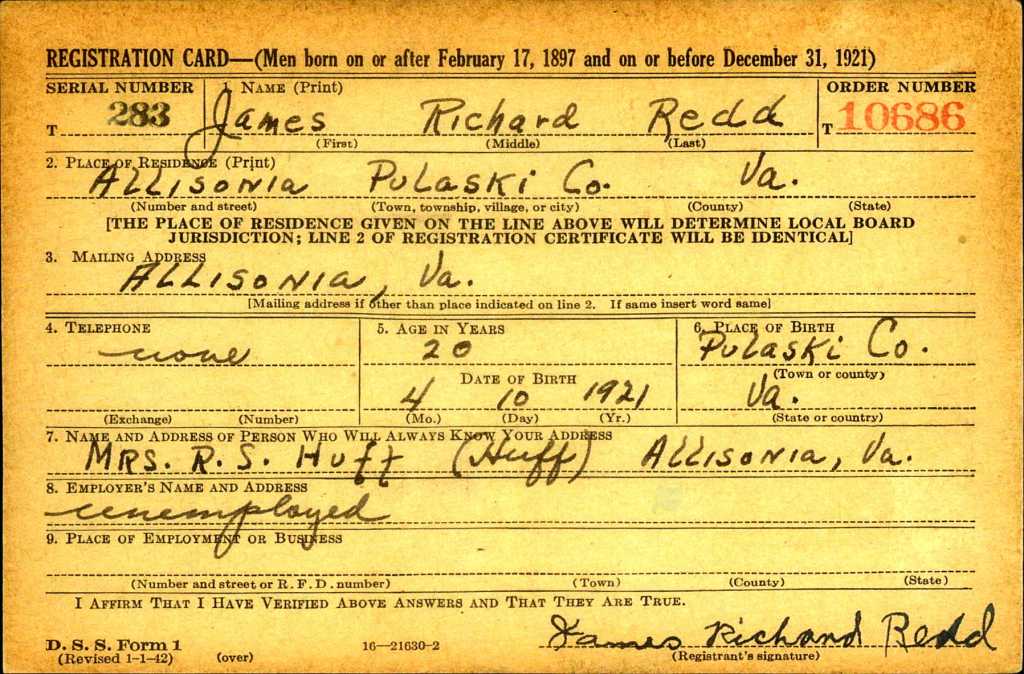 REGISTRATION CARD—(Men born on or after February 17, 1897 and on or before December 31, 1921)
SERIAL NUMBER 1. NAME (Print) ORDER NUMBER
T 283 James Richard Redd T 10686
(First) (Middle) (Last)
2. PLACE OF RESIDENCE (Print)
ALLISONIA PULASKI Co. Va.
(Number and street) (Town, township, village, or city) (County) (State)
[THE PLACE OF RESIDENCE GIVEN ON THE LINE ABOVE WILL DETERMINE LOCAL BOARD
JURISDICTION; LINE 2 OF REGISTRATION CERTIFICATE WILL BE IDENTICAL]
3. MAILING ADDRESS
ALLISONIA, Va.
[Mailing address if other than place indicated on line 2. If same insert word same]
4. TELEPHONE 5. AGE IN YEARS 6. PLACE OF BIRTH
none 20 PULASKI Co.
DATE OF BIRTH (Town or county)
4 10 1921 Va.
(Exchange) (Number) (Mo.) (Day) (Yr.) (State or country)
7. NAME AND ADDRESS OF PERSON WHO WILL ALWAYS KNOW YOUR ADDRESS
MRS. R. S. Huff (Huff) ALLISONIA, Va.
8. EMPLOYER'S NAME AND ADDRESS
unemployed
9. PLACE OF EMPLOYMENT OR BUSINESS
(Number and street or R. F. D. number) (Town) (County) (State)
I AFFIRM THAT I HAVE VERIFIED ABOVE ANSWERS AND THAT THEY ARE TRUE.
James Richard Redd
D. S. S. Form 1 16—21630-2 (Registrant's signature)
(Revised 1-1-42) (over)